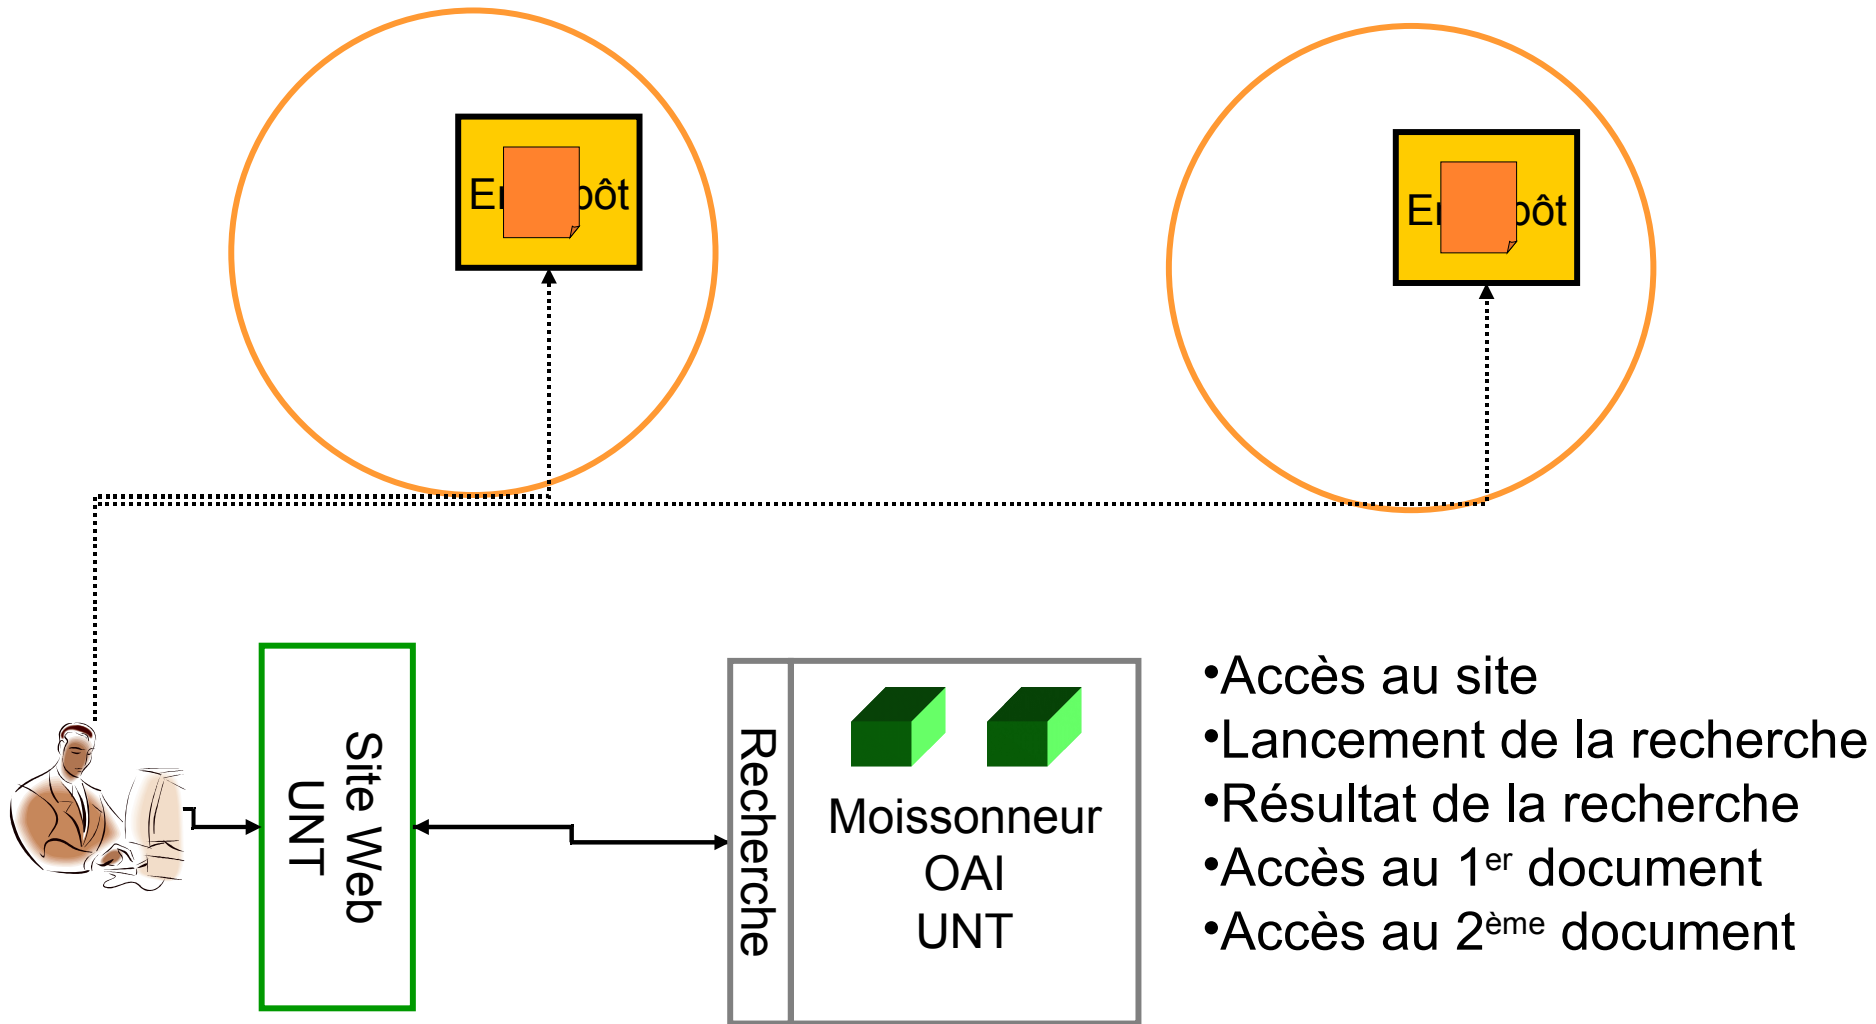 Site Web
UNT
Recherche
Moissonneur
OAI
UNT
•Accès au site
•Lancement de la recherche
•Résultat de la recherche
•Accès au 1er document
•Accès au 2ème document